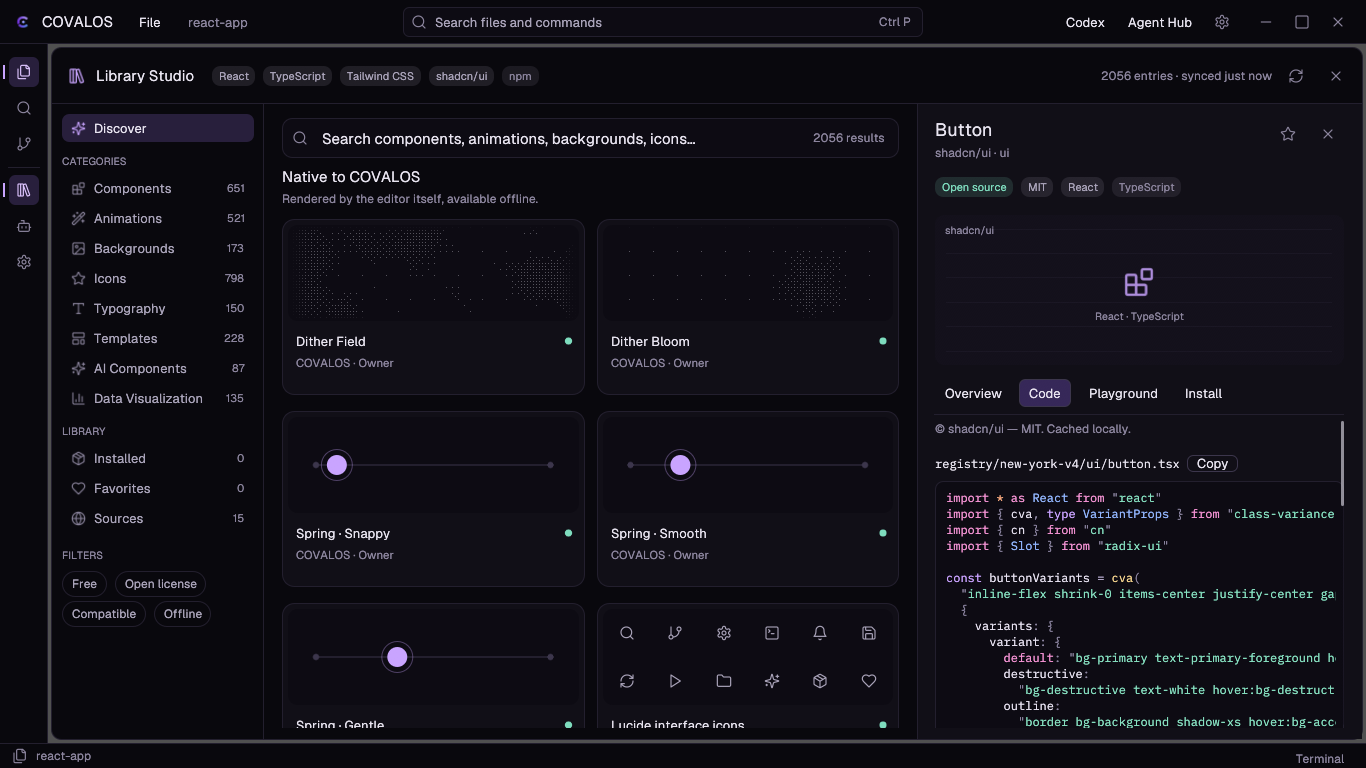 COVALOS File react-app Search files and commands Ctrl P Codex Agent Hub
Library Studio React TypeScript Tailwind CSS shadcn/ui npm 2056 entries · synced just now
Discover
CATEGORIES
Components 651
Animations 521
Backgrounds 173
Icons 798
Typography 150
Templates 228
AI Components 87
Data Visualization 135
LIBRARY
Installed 0
Favorites 0
Sources 15
FILTERS
Free Open license
Compatible Offline
Search components, animations, backgrounds, icons... 2056 results
Native to COVALOS
Rendered by the editor itself, available offline.
Dither Field
COVALOS · Owner
Dither Bloom
COVALOS · Owner
Spring · Snappy
COVALOS · Owner
Spring · Smooth
COVALOS · Owner
Spring · Gentle
Lucide interface icons
Button
shadcn/ui · ui
Open source MIT React TypeScript
shadcn/ui
React · TypeScript
Overview Code Playground Install
© shadcn/ui — MIT. Cached locally.
registry/new-york-v4/ui/button.tsx Copy
import * as React from "react"
import { cva, type VariantProps } from "class-variance
import { cn } from "cn"
import { Slot } from "radix-ui"
const buttonVariants = cva(
"inline-flex shrink-0 items-center justify-center ga
{
variants: {
variant: {
default: "bg-primary text-primary-foreground h
destructive:
"bg-destructive text-white hover:bg-destruct
outline:
"border bg-background shadow-xs hover:bg-acc
react-app Terminal